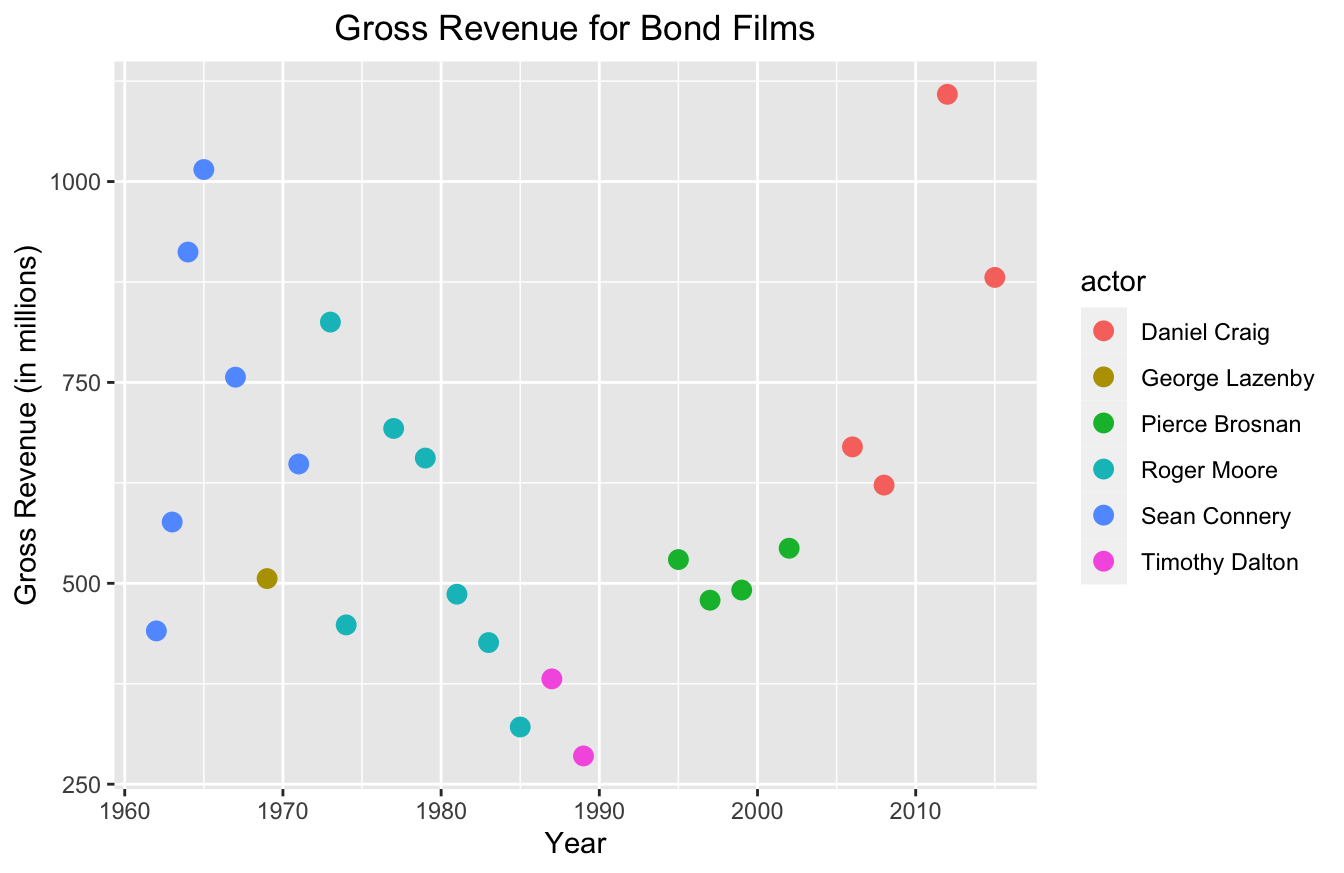 Gross Revenue for Bond Films
Gross Revenue (in millions)
1000
750
500
250
1960 1970 1980 1990 2000 2010
Year
actor
Daniel Craig
George Lazenby
Pierce Brosnan
Roger Moore
Sean Connery
Timothy Dalton